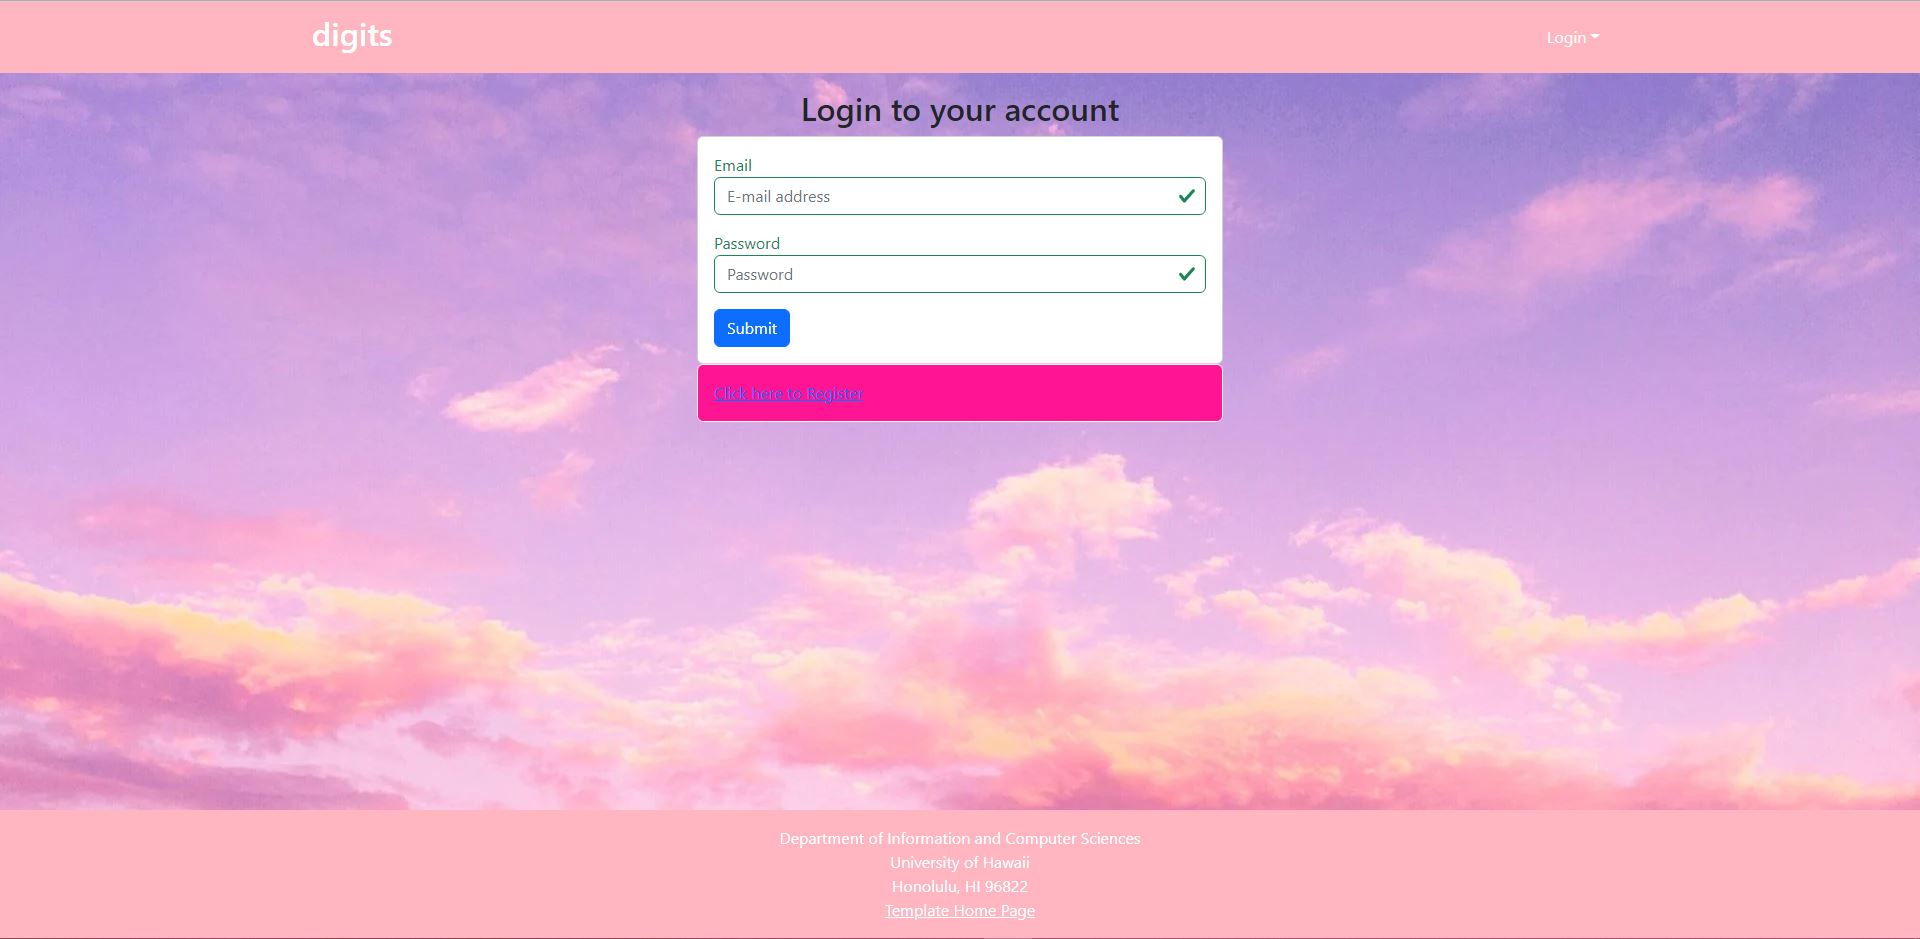 digits
Login
Login to your account
Email
E-mail address
Password
Password
Submit
Click here to Register
Department of Information and Computer Sciences
University of Hawaii
Honolulu, HI 96822
Template Home Page